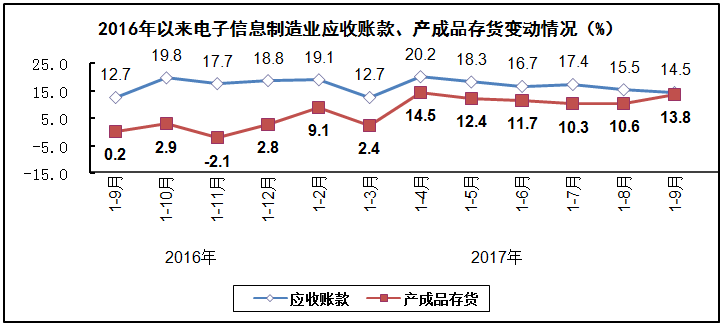 2016年以来电子信息制造业应收账款、产成品存货变动情况（%）
25.0
15.0
5.0
-5.0
-15.0
12.7 19.8 17.7 18.8 19.1 12.7 20.2 18.3 16.7 17.4 15.5 14.5
0.2 2.9 -2.1 2.8 9.1 2.4 14.5 12.4 11.7 10.3 10.6 13.8
1-9月 1-10月 1-11月 1-12月 1-2月 1-3月 1-4月 1-5月 1-6月 1-7月 1-8月 1-9月
2016年 2017年
应收账款 产成品存货